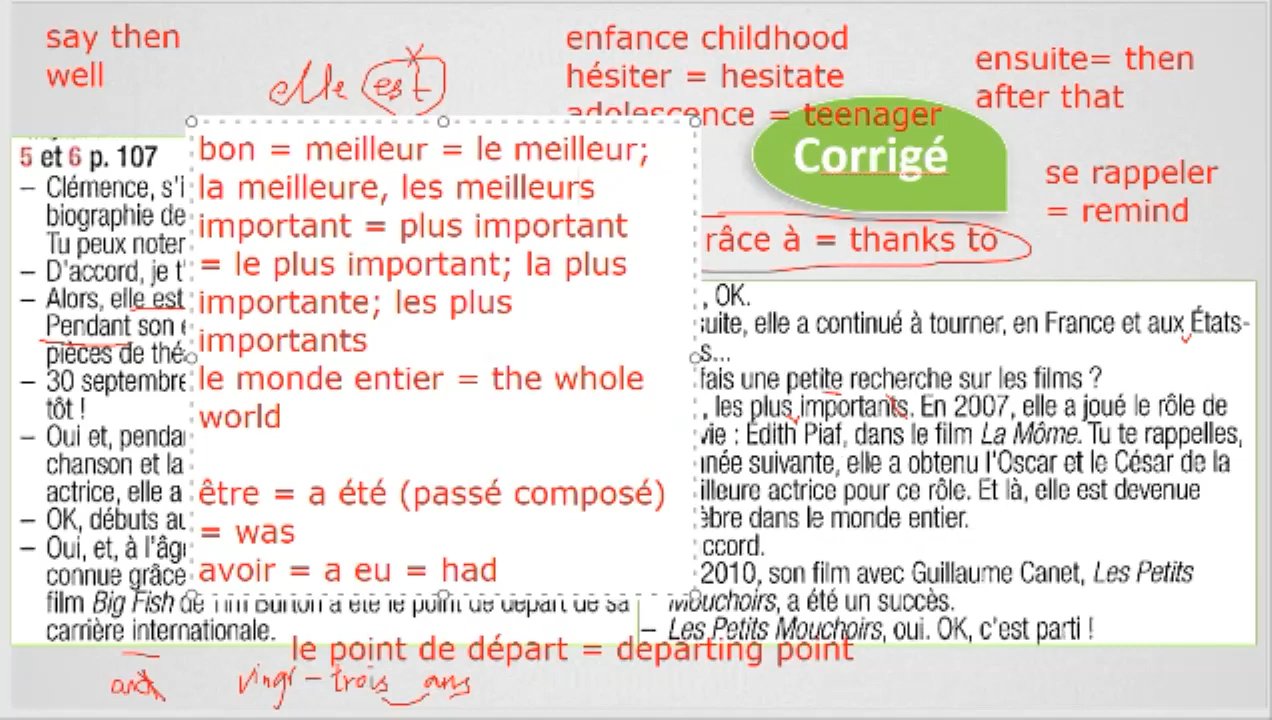 say then
well
elle est
enfance childhood
hésiter = hesitate
adolescence = teenager
ensuite= then
after that
Corrigé
se rappeler
= remind
râce à = thanks to
bon = meilleur = le meilleur;
la meilleure, les meilleurs
important = plus important
= le plus important; la plus
importante; les plus
importants
le monde entier = the whole
world
être = a été (passé composé)
= was
avoir = a eu = had
5 et 6 p. 107
– Clémence, s'i
biographie de
Tu peux noter
– D'accord, je t'
– Alors, elle est
Pendant son
pièces de thé
– 30 septembre
tôt !
– Oui et, penda
chanson et la
actrice, elle a
– OK, débuts au
– Oui, et, à l'âg
connue grâce
film Big Fish de Tim Burton a été le point de départ de sa
carrière internationale.
, OK.
suite, elle a continué à tourner, en France et aux États-
s...
fais une petite recherche sur les films ?
, les plus importants. En 2007, elle a joué le rôle de
vie : Édith Piaf, dans le film La Môme. Tu te rappelles,
année suivante, elle a obtenu l'Oscar et le César de la
illeure actrice pour ce rôle. Et là, elle est devenue
èbre dans le monde entier.
ccord.
2010, son film avec Guillaume Canet, Les Petits
Mouchoirs, a été un succès.
– Les Petits Mouchoirs, oui. OK, c'est parti !
le point de départ = departing point
vingt-trois ans